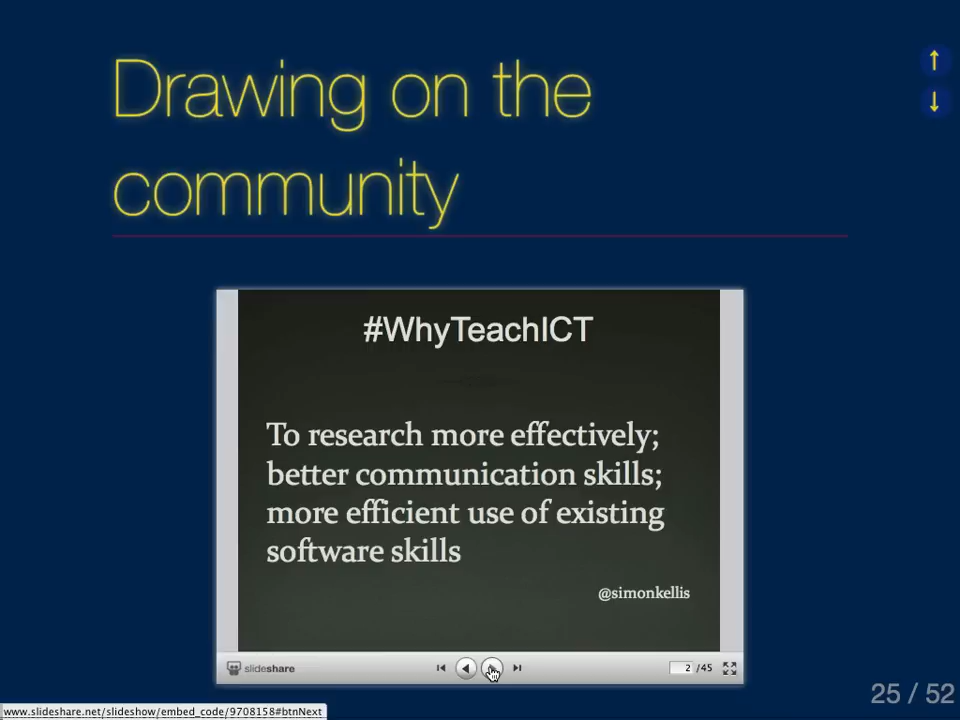 Drawing on the
community
↑
↓
#WhyTeachICT
To research more effectively;
better communication skills;
more efficient use of existing
software skills
@simonkellis
slideshare
2 /45
25 / 52
www.slideshare.net/slideshow/embed_code/9708158#btnNext